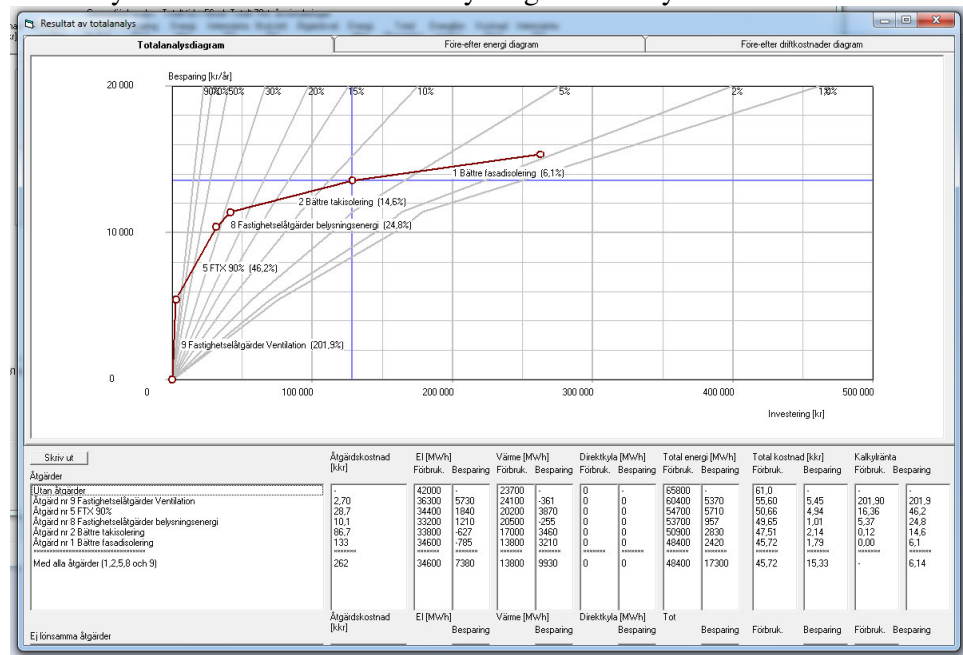 Resultat av totalanalys
Totalanalysdiagram
Före-efter energi diagram
Före-efter driftkostnader diagram
Besparing [kr/år]
20 000
50% 30% 20% 15% 10% 5% 2%
1 Bättre fasadisolering (6,1%)
2 Bättre takisolering (14,6%)
8 Fastighetselåtgärder belysningsenergi (24,8%)
10 000
5 FTX 90% (46,2%)
9 Fastighetselåtgärder Ventilation (201,9%)
0
0 100 000 200 000 300 000 400 000 500 000
Investering [kr]
Skriv ut
Åtgärdskostnad El [MWh] Värme [MWh] Direktkyla [MWh] Total energi [MWh] Total kostnad [kkr] Kalkylränta
[kkr] Förbruk. Besparing Förbruk. Besparing Förbruk. Besparing Förbruk. Besparing Förbruk. Besparing Förbruk. Besparing
Åtgärder
Utan åtgärder - 42000 - 23700 - 0 - 65800 - 61,0 -
Åtgärd nr 9 Fastighetselåtgärder Ventilation 2,70 36300 5730 24100 -361 0 0 60400 5370 55,60 5,45 201,90 201,9
Åtgärd nr 5 FTX 90% 28,7 34400 1840 20200 3870 0 0 54700 5710 50,66 4,94 16,36 46,2
Åtgärd nr 8 Fastighetselåtgärder belysningsenergi 10,1 33200 1210 20500 -255 0 0 53700 957 49,65 1,01 5,37 24,8
Åtgärd nr 2 Bättre takisolering 86,7 33800 -627 17000 3460 0 0 50900 2830 47,51 2,14 0,12 14,6
Åtgärd nr 1 Bättre fasadisolering 133 34600 -785 13800 3210 0 0 48400 2420 45,72 1,79 0,00 6,1
Med alla åtgärder (1,2,5,8 och 9) 262 34600 7380 13800 9930 0 0 48400 17300 45,72 15,33 - 6,14
Åtgärdskostnad El [MWh] Värme [MWh] Direktkyla [MWh] Tot
[kkr] Besparing Besparing Besparing Besparing Förbruk. Besparing Förbruk. Besparing
Ej lönsamma åtgärder